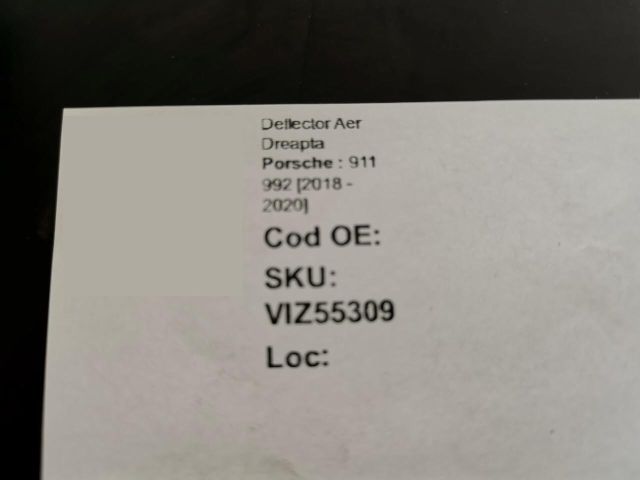 Deflector Aer
Dreapta
Porsche : 911
992 [2018 -
2020]
Cod OE:
SKU:
VIZ55309
Loc: